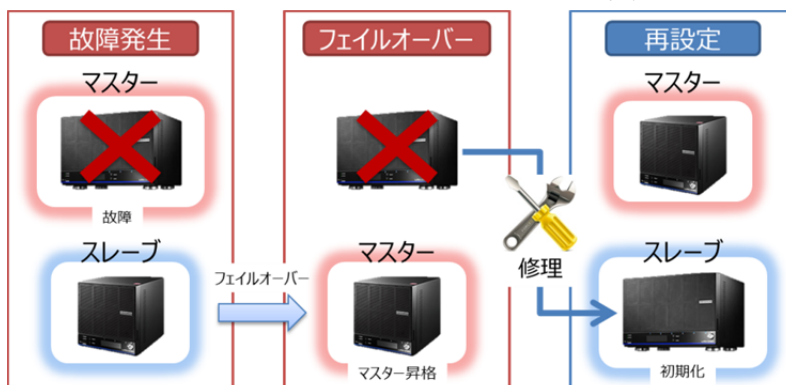 故障発生
マスター
故障
スレーブ
フェイルオーバー
フェイルオーバー
マスター
マスター昇格
修理
再設定
マスター
スレーブ
初期化